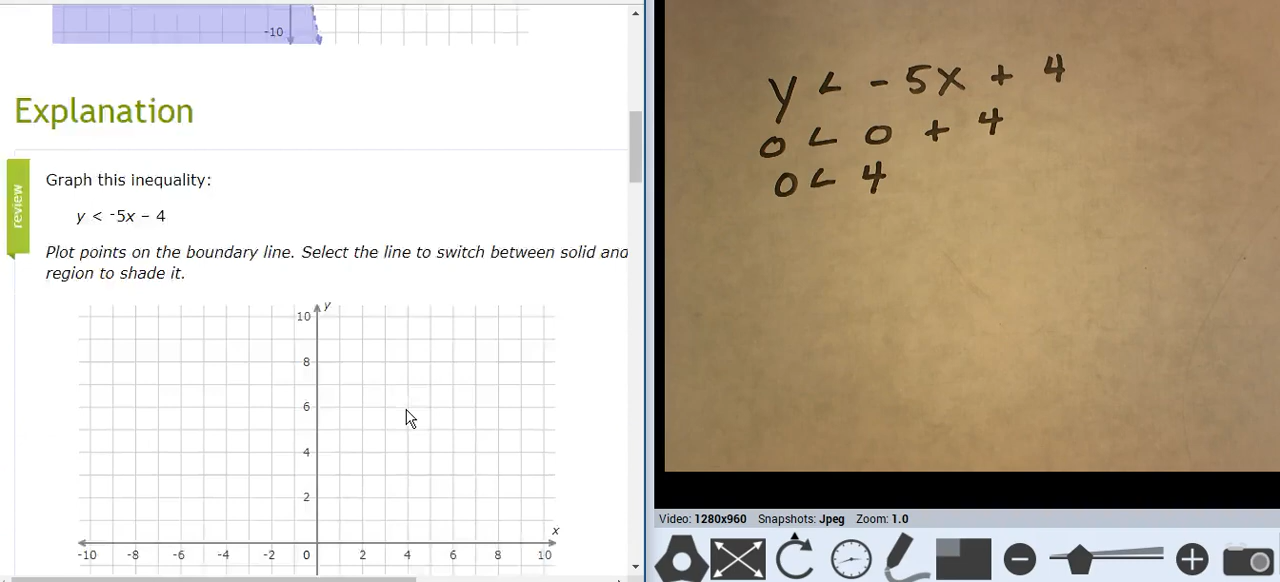 -10
Explanation
review
Graph this inequality:
y < -5x – 4
Plot points on the boundary line. Select the line to switch between solid and
region to shade it.
y
10
8
6
4
2
x
-10 -8 -6 -4 -2 0 2 4 6 8 10
y < - 5x + 4
0 < 0 + 4
0 < 4
Video: 1280x960 Snapshots: Jpeg Zoom: 1.0